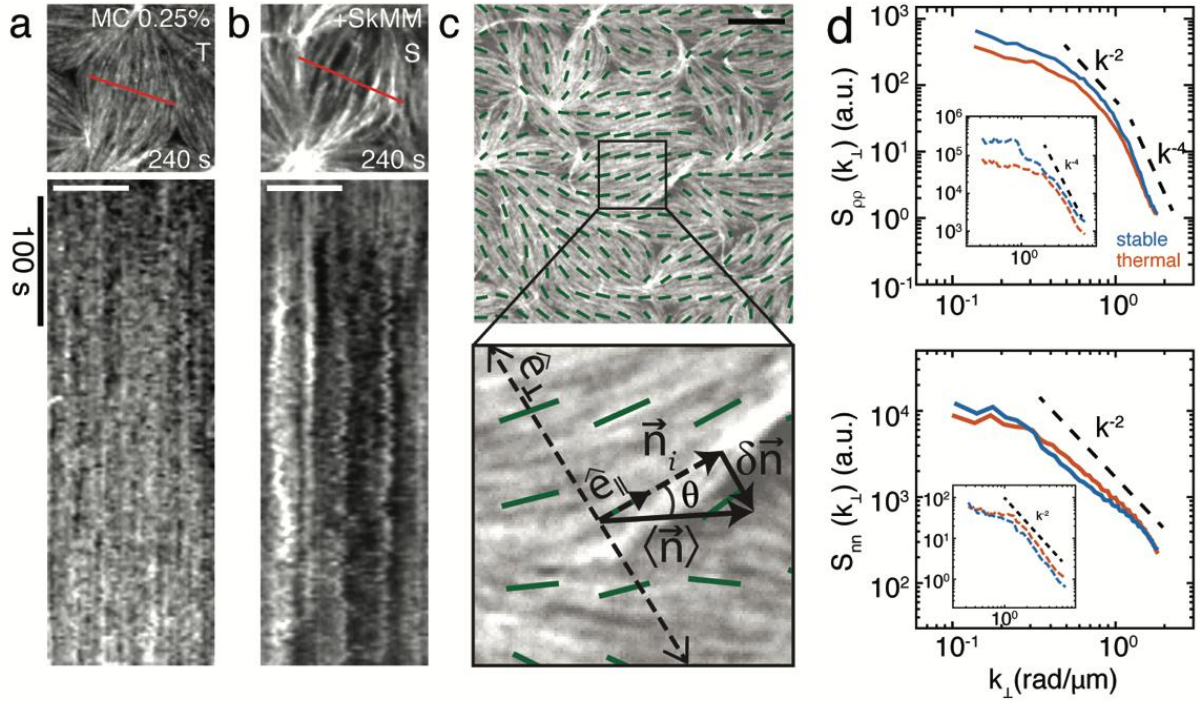 a
MC 0.25%
T
240 s
100 s
b
+SkMM
S
240 s
c
ê⊥
n⃗ᵢ
δn⃗
ê∥
θ
⟨n⃗⟩
d
10³
10²
10¹
10⁰
10⁻¹
Sρρ (k⊥) (a.u.)
k⁻²
k⁻⁴
10⁶
10⁵
10⁴
10³
k⁻⁴
10⁰
stable
thermal
10⁻¹
10⁰
10⁴
10³
10²
Sₙₙ (k⊥) (a.u.)
k⁻²
10²
10¹
10⁰
k⁻²
10⁰
10⁻¹
10⁰
k⊥(rad/μm)